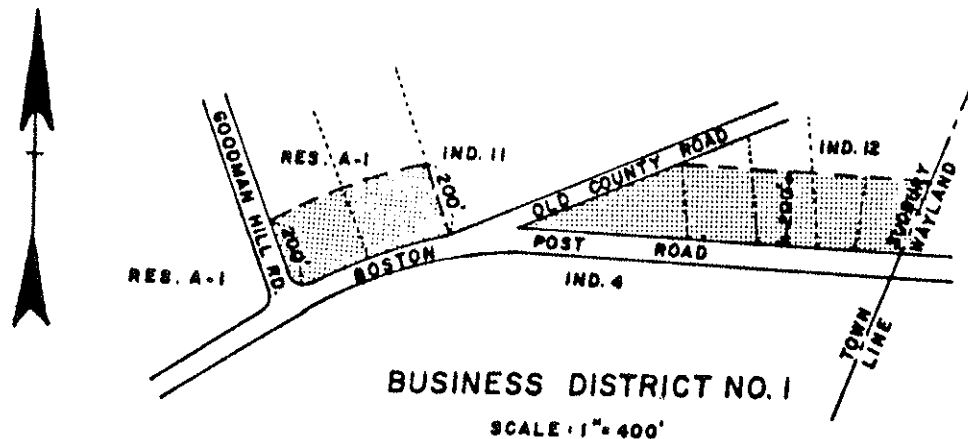 GOODMAN HILL RD.
RES. A-1
IND. 11
200'
200'
OLD COUNTY ROAD
IND. 12
200'
SUDBURY
WAYLAND
BOSTON POST ROAD
RES. A-1
IND. 4
TOWN LINE
BUSINESS DISTRICT NO. 1
SCALE: 1"= 400'